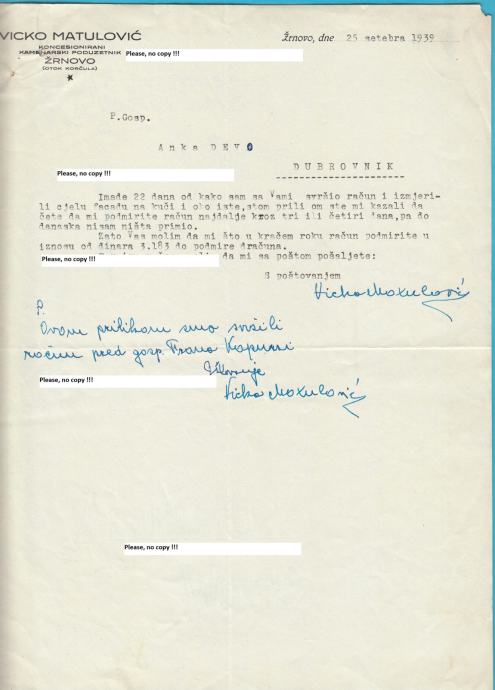 VICKO MATULOVIĆ
KONCESIONIRANI
KAMENARSKI PODUZETNIK
ŽRNOVO
(OTOK KORČULA)
Please, no copy !!!
Žrnovo, dne 25 setebra 1939
P.Gosp.
Anka DEVO
DUBROVNIK
Please, no copy !!!
Imade 22 dana od kako sam sa Vami svršio račun i izmjeri-
li cjelu facadu na kuči i oko iste,stom prili om ste mi kazali da
čete da mi podmirite račun najdalje kroz tri ili četiri dana,pa do
danaska nisam ništa primio.
Zato Vas molim da mi što u kračem roku račun podmirite u
iznosu od dinara 3.183 do podmire dračuna.
Please, no copy !!!
da mi sa poštom pošaljete:
S poštovanjem
Vicko Matulović
P.
Ovom prilikom smo svršili
račun pred gosp. Frano
Please, no copy !!!
Vicko Matulović
Please, no copy !!!